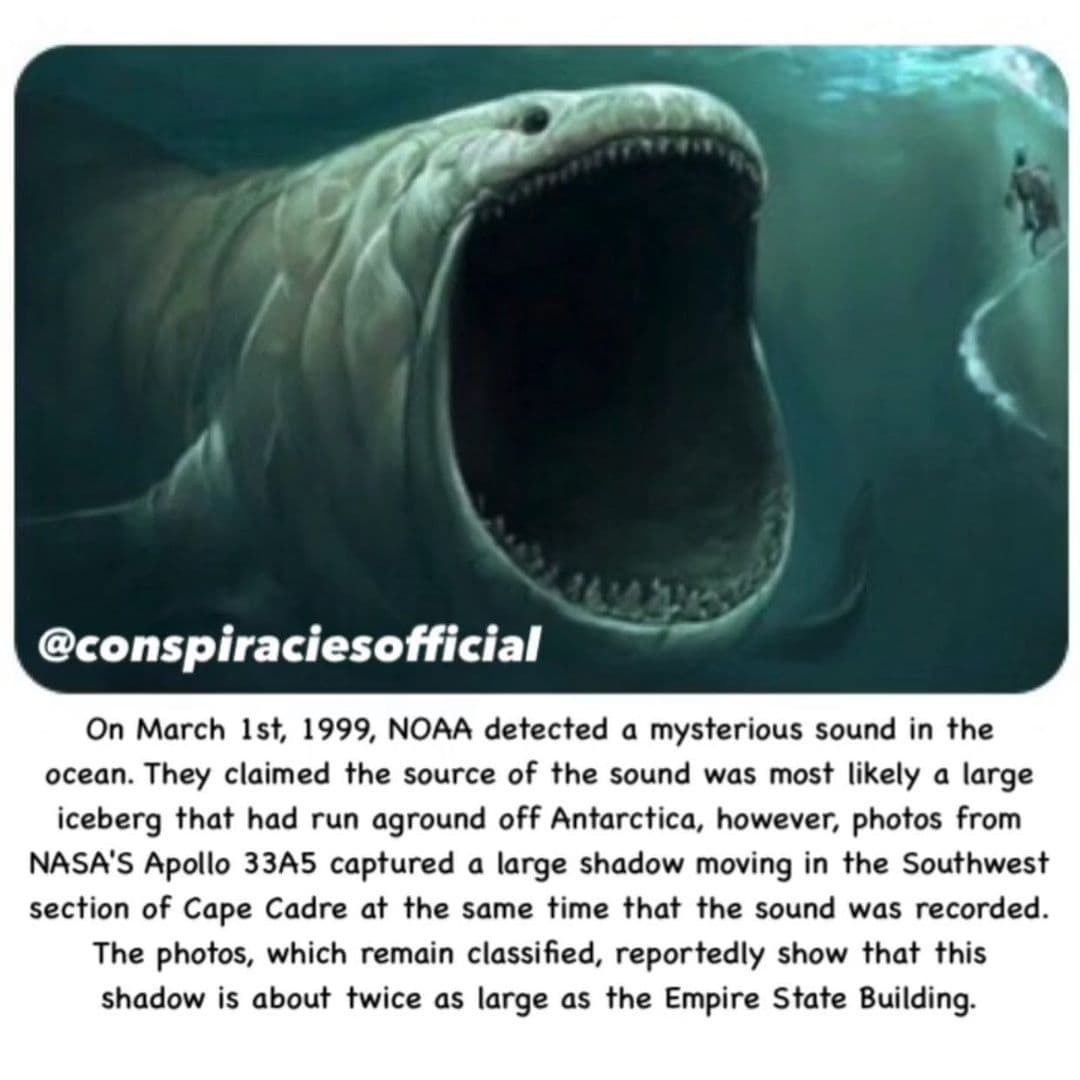 @conspiraciesofficial
On March 1st, 1999, NOAA detected a mysterious sound in the
ocean. They claimed the source of the sound was most likely a large
iceberg that had run aground off Antarctica, however, photos from
NASA'S Apollo 33A5 captured a large shadow moving in the Southwest
section of Cape Cadre at the same time that the sound was recorded.
The photos, which remain classified, reportedly show that this
shadow is about twice as large as the Empire State Building.